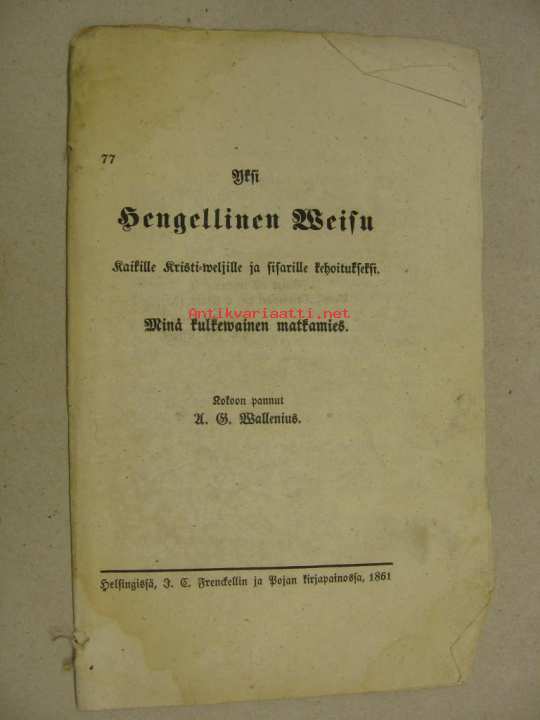 77
Yksi
Hengellinen Weisu
Kaikille Kristi-weljille ja sisarille kehoitukseksi.
Antikvariaatti.net
Minå kulkewainen matkamies.
Kokoon pannut
A. G. Wallenius.
Helsingissä, J. C. Frenckellin ja Pojan kirjapainossa, 1861